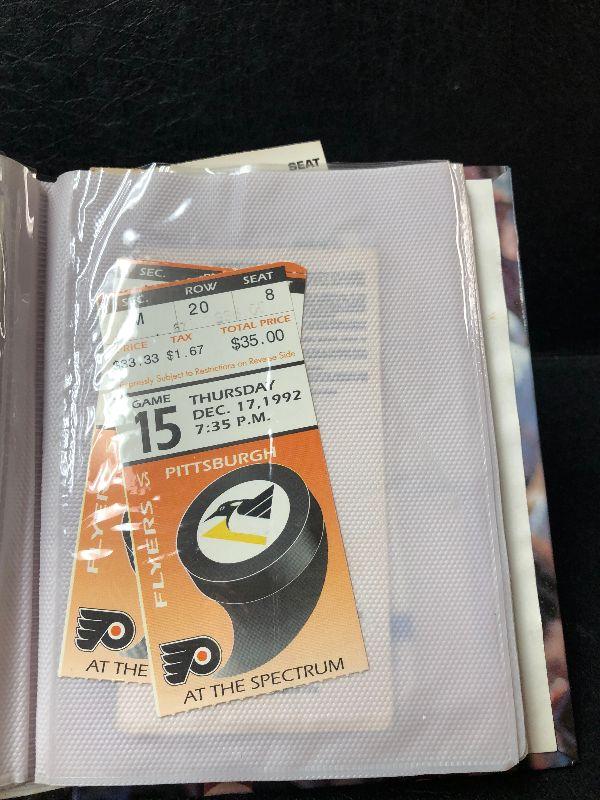 SEAT
SEC.
SEC. ROW SEAT
M 20 8
PRICE TAX TOTAL PRICE
$33.33 $1.67 $35.00
Expressly Subject to Restrictions on Reverse Side
GAME
15
THURSDAY
DEC. 17,1992
7:35 P.M.
FLYERS VS PITTSBURGH
AT THE SPECTRUM
FLYER
AT THE